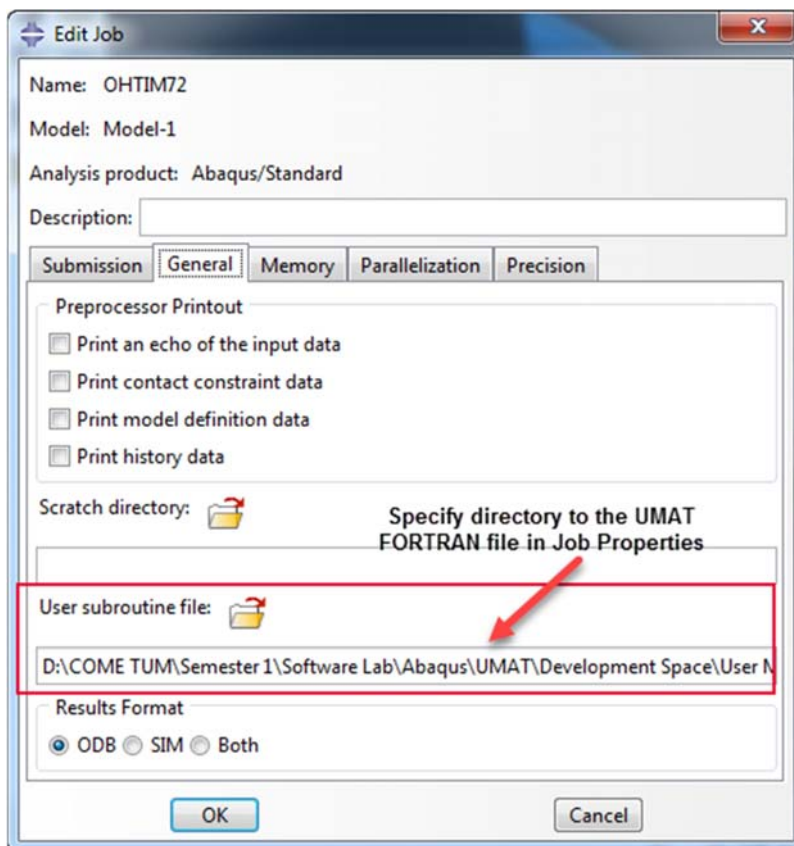 Edit Job
Name: OHTIM72
Model: Model-1
Analysis product: Abaqus/Standard
Description:
Submission General Memory Parallelization Precision
Preprocessor Printout
Print an echo of the input data
Print contact constraint data
Print model definition data
Print history data
Scratch directory:
Specify directory to the UMAT
FORTRAN file in Job Properties
User subroutine file:
D:\COME TUM\Semester 1\Software Lab\Abaqus\UMAT\Development Space\User M
Results Format
ODB SIM Both
OK Cancel